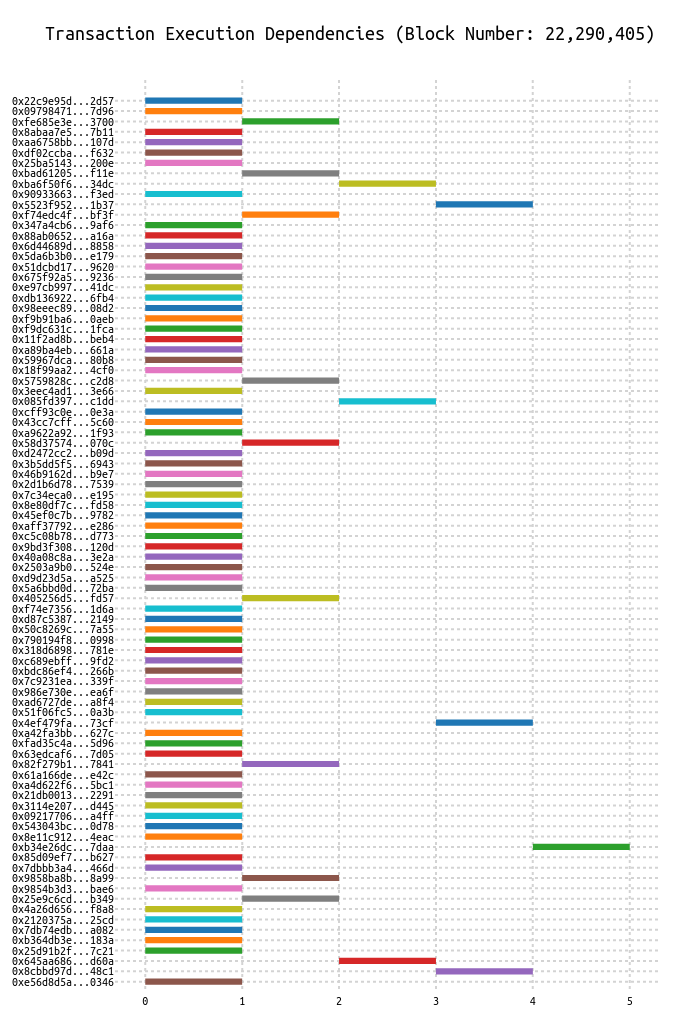 Transaction Execution Dependencies (Block Number: 22,290,405)
0x22c9e95d...2d57
0x09798471...7d96
0xfe685e3e...3700
0x8abaa7e5...7b11
0xaa6758bb...107d
0xdf02ccba...f632
0x25ba5143...200e
0xbad61205...f11e
0xba6f50f6...34dc
0x90933663...f3ed
0x5523f952...1b37
0xf74edc4f...bf3f
0x347a4cb6...9af6
0x88ab0652...a16a
0x6d44689d...8858
0x5da6b3b0...e179
0x51dcbd17...9620
0x675f92a5...9236
0xe97cb997...41dc
0xdb136922...6fb4
0x98eeec89...08d2
0xf9b91ba6...0aeb
0xf9dc631c...1fca
0x11f2ad8b...beb4
0xa89ba4eb...661a
0x59967dca...80b8
0x18f99aa2...4cf0
0x5759828c...c2d8
0x3eec4ad1...3e66
0x085fd397...c1dd
0xcff93c0e...0e3a
0x43cc7cff...5c60
0xa9622a92...1f93
0x58d37574...070c
0xd2472cc2...b09d
0x3b5dd5f5...6943
0x46b9162d...b9e7
0x2d1b6d78...7539
0x7c34eca0...e195
0x8e80df7c...fd58
0x45ef0c7b...9782
0xaff37792...e286
0xc5c08b78...d773
0x9bd3f308...120d
0x40a08c8a...3e2a
0x2503a9b0...524e
0xd9d23d5a...a525
0x5a6bbd0d...72ba
0x405256d5...fd57
0xf74e7356...1d6a
0xd87c5387...2149
0x50c8269c...7a55
0x790194f8...0998
0x318d6898...781e
0xc689ebff...9fd2
0xbdc86ef4...266b
0x7c9231ea...339f
0x986e730e...ea6f
0xad6727de...a8f4
0x51f06fc5...0a3b
0x4ef479fa...73cf
0xa42fa3bb...627c
0xfad35c4a...5d96
0x63edcaf6...7d05
0x82f279b1...7841
0x61a166de...e42c
0xa4d622f6...5bc1
0x21db0013...2291
0x3114e207...d445
0x09217706...a4ff
0x543043bc...0d78
0x8e11c912...4eac
0xb34e26dc...7daa
0x85d09ef7...b627
0x7dbbb3a4...466d
0x9858ba8b...8a99
0x9854b3d3...bae6
0x25e9c6cd...b349
0x4a26d656...f8a8
0x2120375a...25cd
0x7db74edb...a082
0xb364db3e...183a
0x25d91b2f...7c21
0x645aa686...d60a
0x8cbbd97d...48c1
0xe56d8d5a...0346
0 1 2 3 4 5